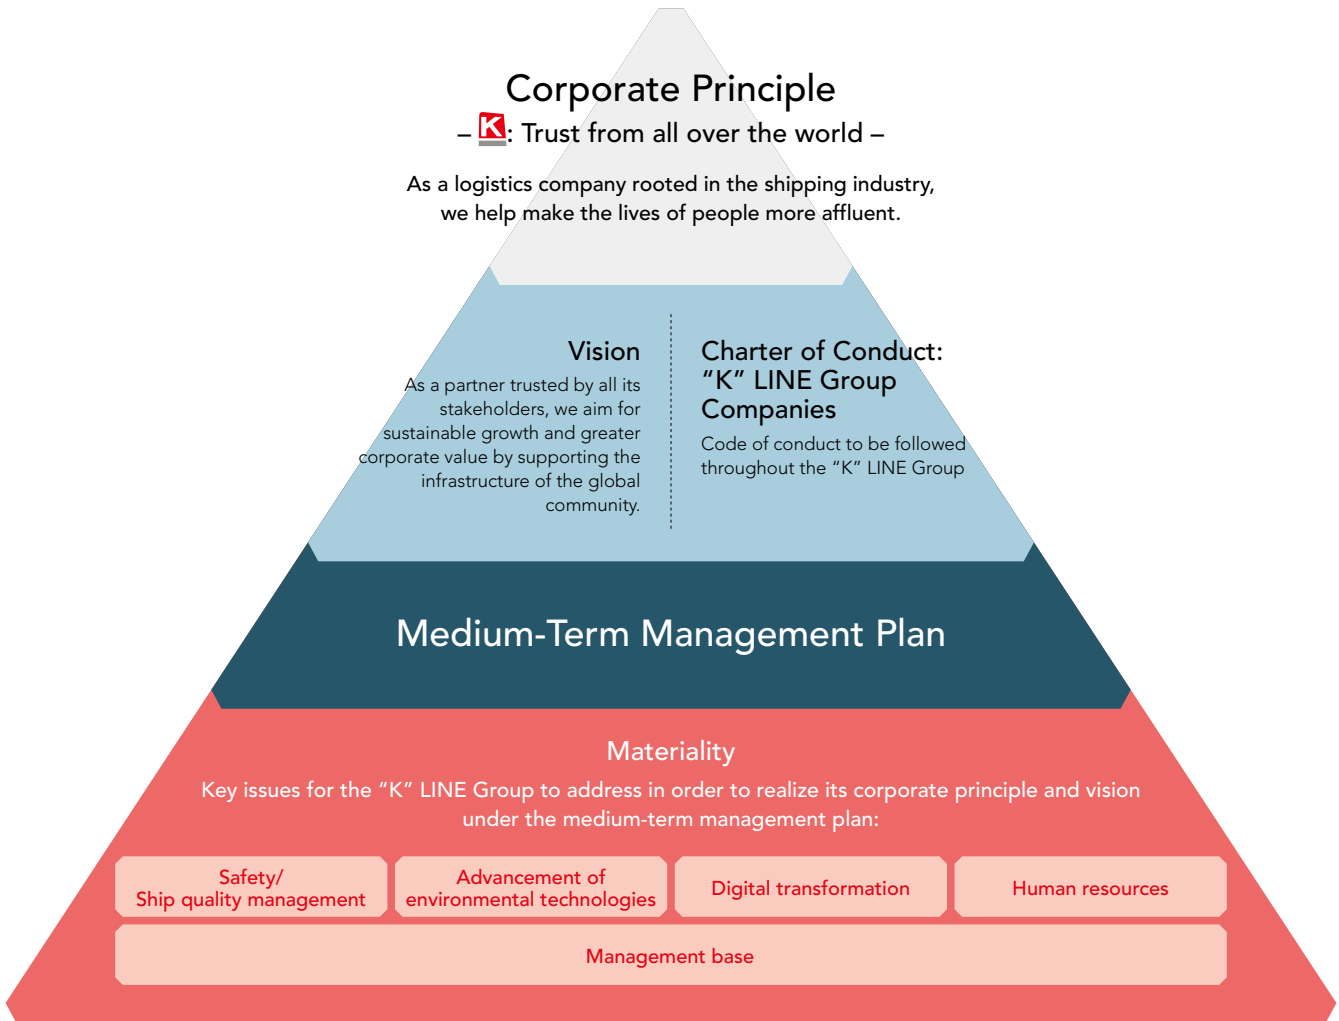 Corporate Principle
– K: Trust from all over the world –
As a logistics company rooted in the shipping industry,
we help make the lives of people more affluent.
Vision
As a partner trusted by all its
stakeholders, we aim for
sustainable growth and greater
corporate value by supporting the
infrastructure of the global
community.
Charter of Conduct:
“K” LINE Group
Companies
Code of conduct to be followed
throughout the “K” LINE Group
Medium-Term Management Plan
Materiality
Key issues for the “K” LINE Group to address in order to realize its corporate principle and vision
under the medium-term management plan:
Safety/
Ship quality management
Advancement of
environmental technologies
Digital transformation
Human resources
Management base